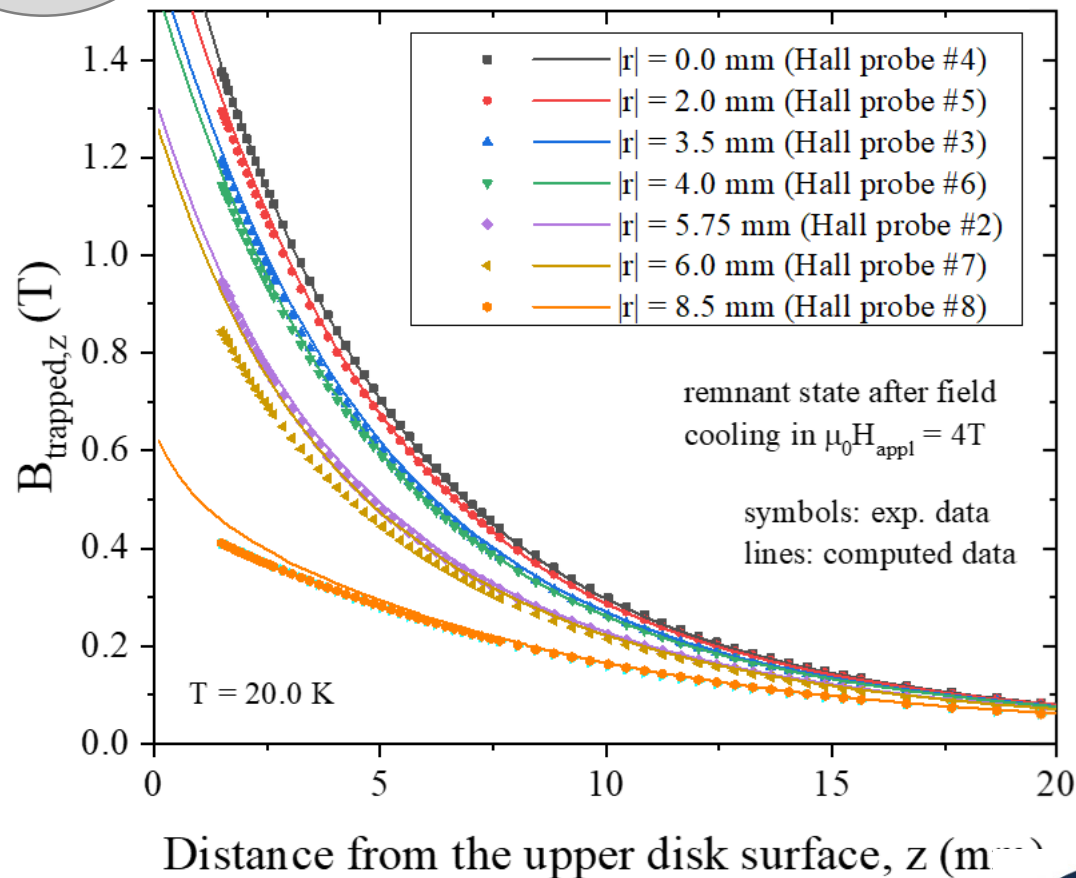 1.4
1.2
1.0
0.8
0.6
0.4
0.2
0.0
B_trapped,z (T)
|r| = 0.0 mm (Hall probe #4)
|r| = 2.0 mm (Hall probe #5)
|r| = 3.5 mm (Hall probe #3)
|r| = 4.0 mm (Hall probe #6)
|r| = 5.75 mm (Hall probe #2)
|r| = 6.0 mm (Hall probe #7)
|r| = 8.5 mm (Hall probe #8)
remnant state after field
cooling in μ₀H_appl = 4T
symbols: exp. data
lines: computed data
T = 20.0 K
0 5 10 15 20
Distance from the upper disk surface, z